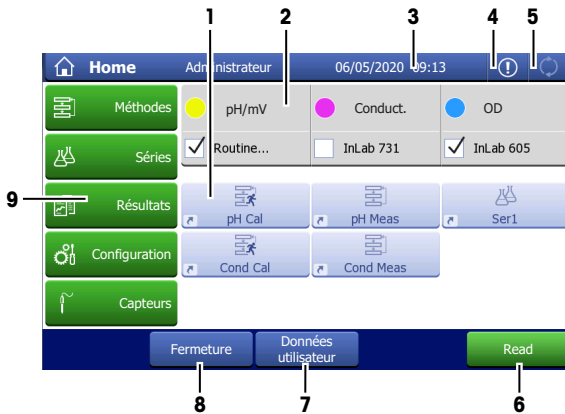 1 2 3 4 5
Home Administrateur 06/05/2020 09:13
Méthodes
Séries
Résultats
Configuration
Capteurs
pH/mV Conduct. OD
Routine... InLab 731 InLab 605
9
pH Cal pH Meas Ser1
Cond Cal Cond Meas
Fermeture
Données
utilisateur
Read
8 7 6